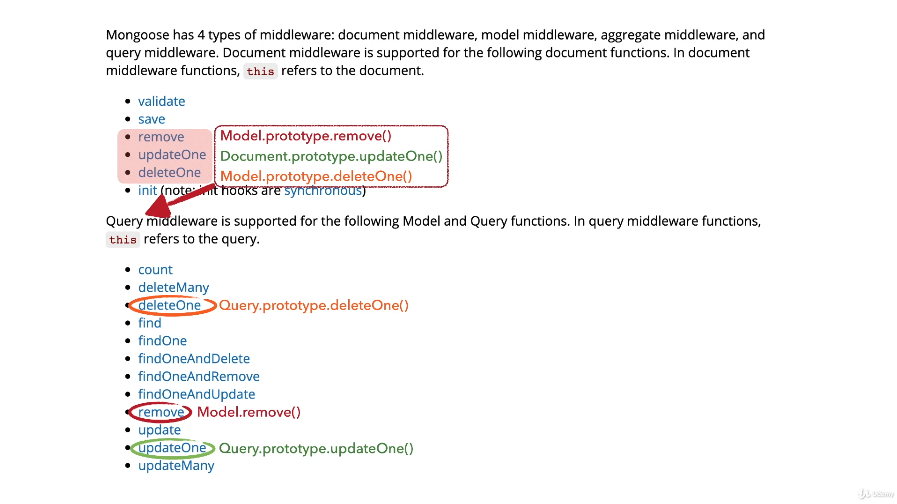 Mongoose has 4 types of middleware: document middleware, model middleware, aggregate middleware, and
query middleware. Document middleware is supported for the following document functions. In document
middleware functions, this refers to the document.
• validate
• save
• remove Model.prototype.remove()
• updateOne Document.prototype.updateOne()
• deleteOne Model.prototype.deleteOne()
• init (note: init hooks are synchronous)
Query middleware is supported for the following Model and Query functions. In query middleware functions,
this refers to the query.
• count
• deleteMany
• deleteOne Query.prototype.deleteOne()
• find
• findOne
• findOneAndDelete
• findOneAndRemove
• findOneAndUpdate
• remove Model.remove()
• update
• updateOne Query.prototype.updateOne()
• updateMany
Udemy